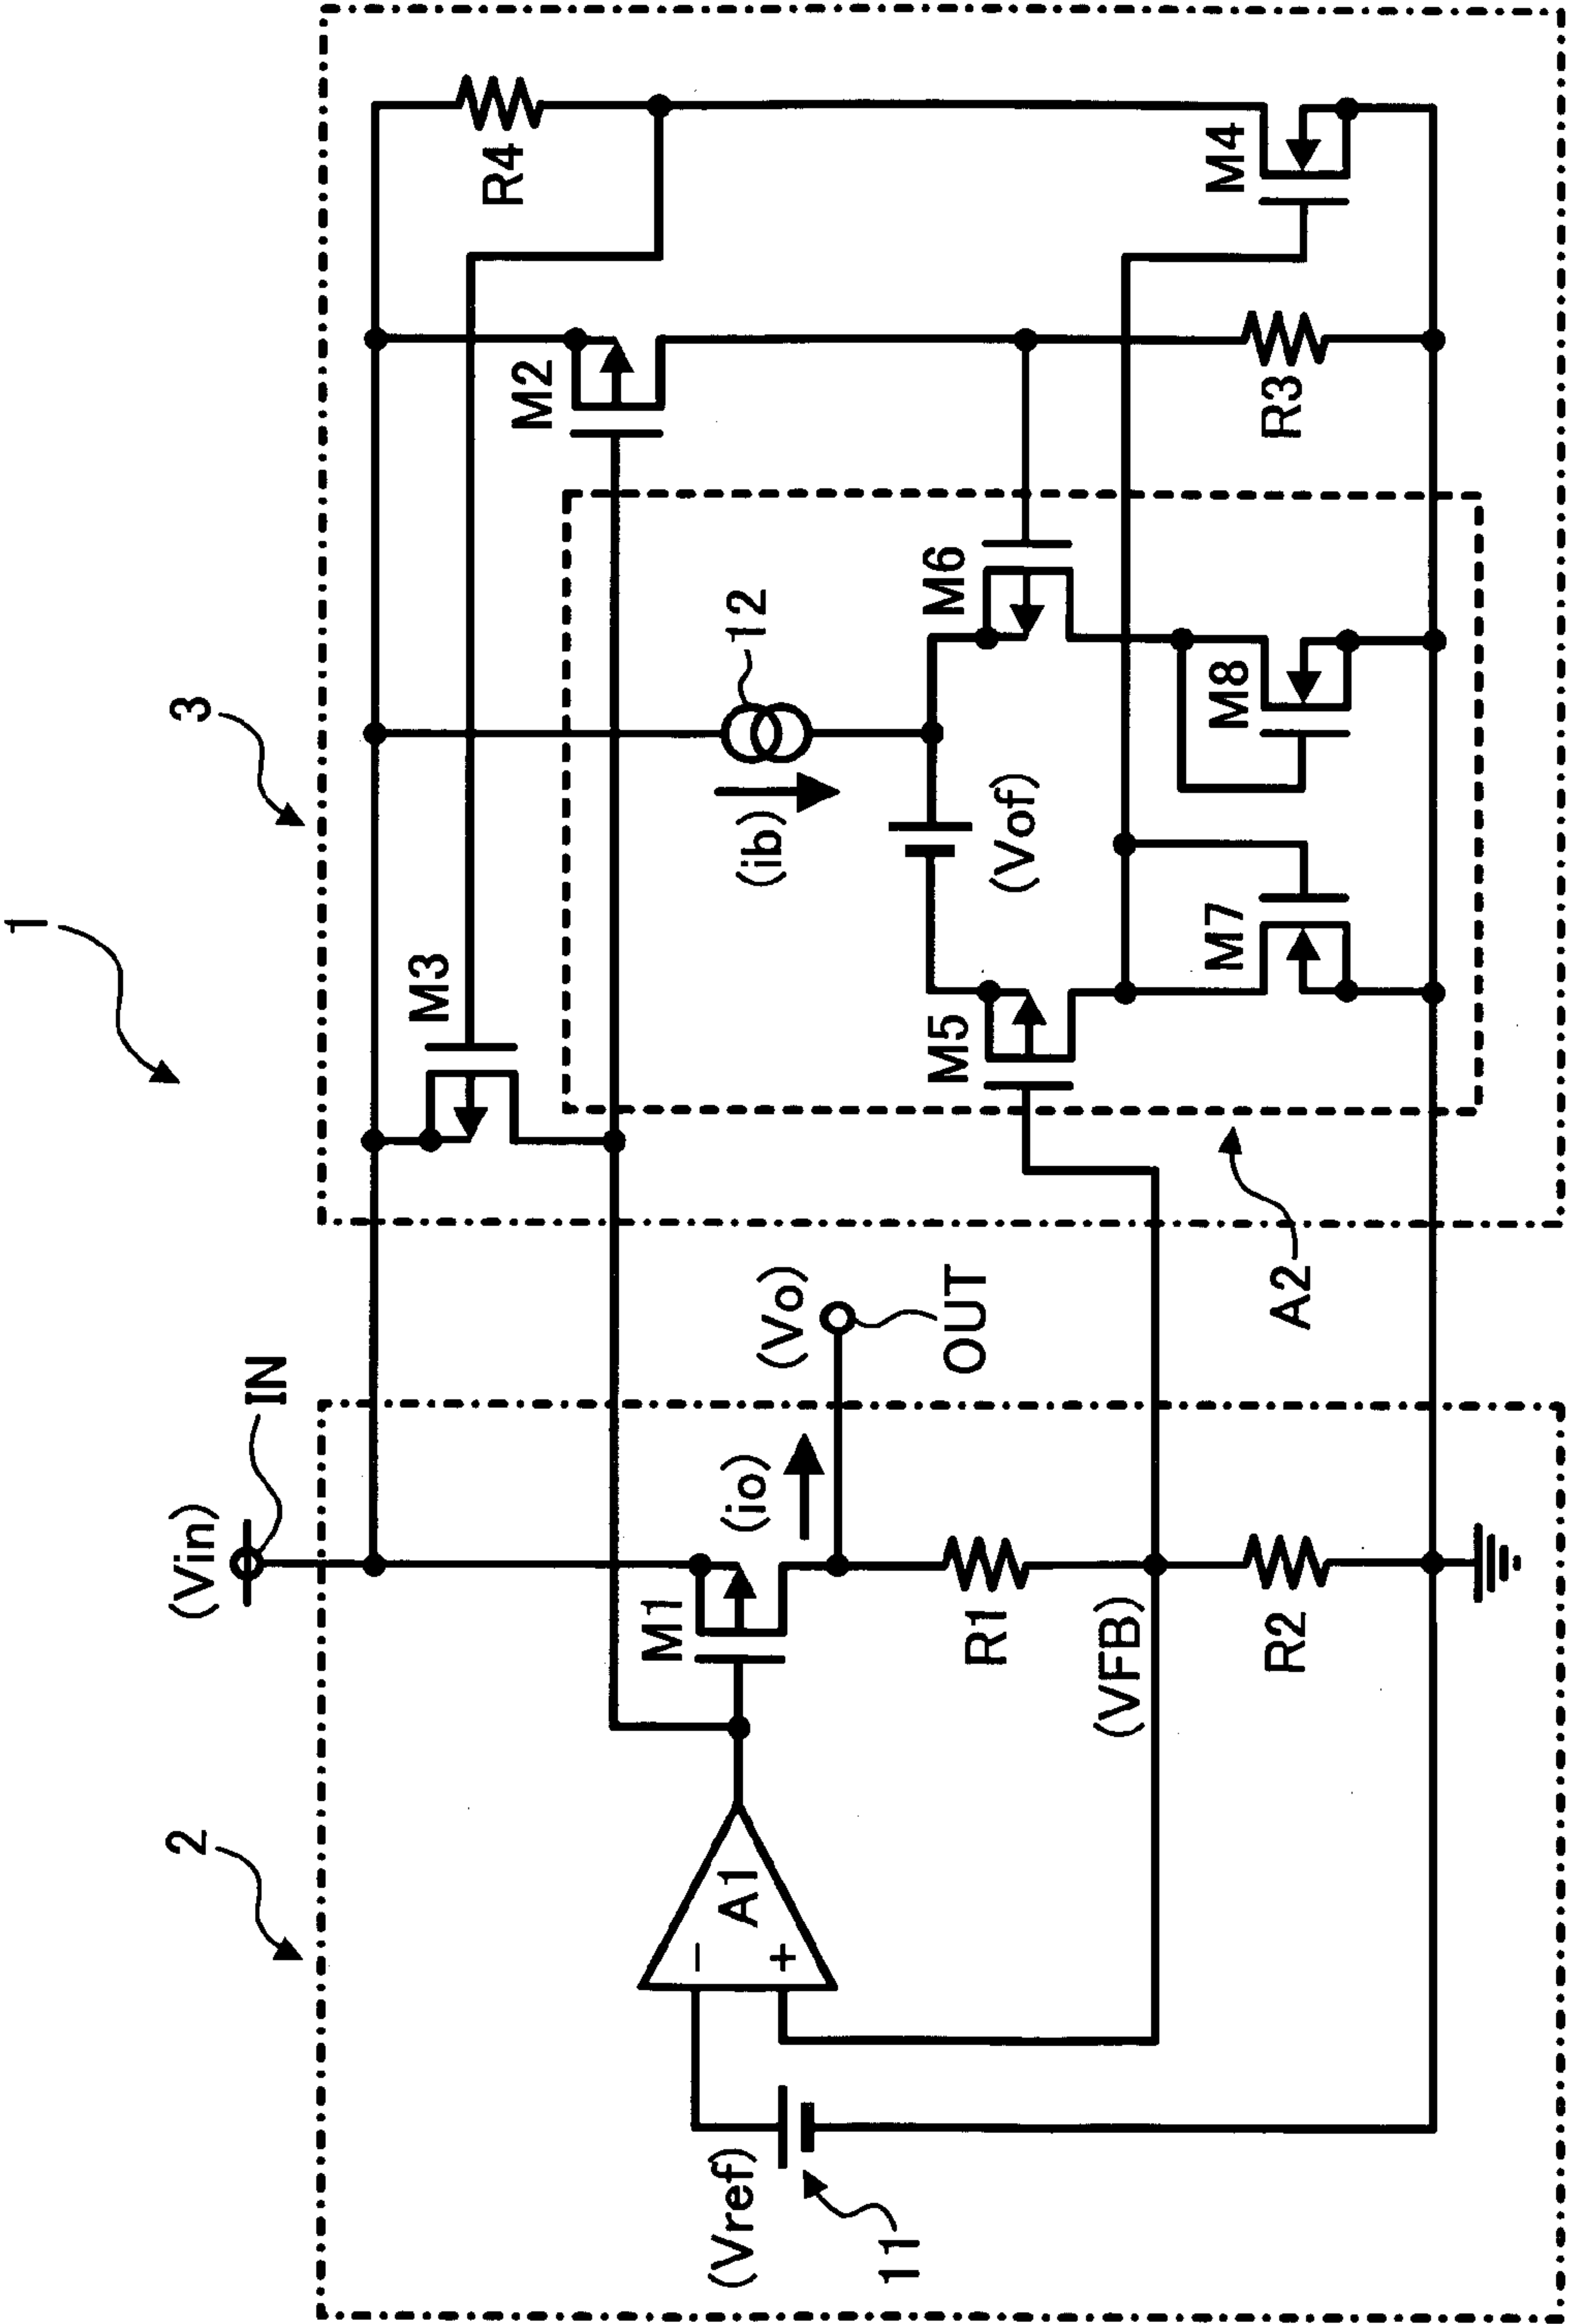 1
2
3
(Vin)
IN
R4
M3
M2
12
(ib)
M1
(io)
(Vo)
OUT
A1
−
+
(Vref)
11
R1
(VFB)
R2
M5
M6
(Vof)
M7
M8
M4
R3
A2